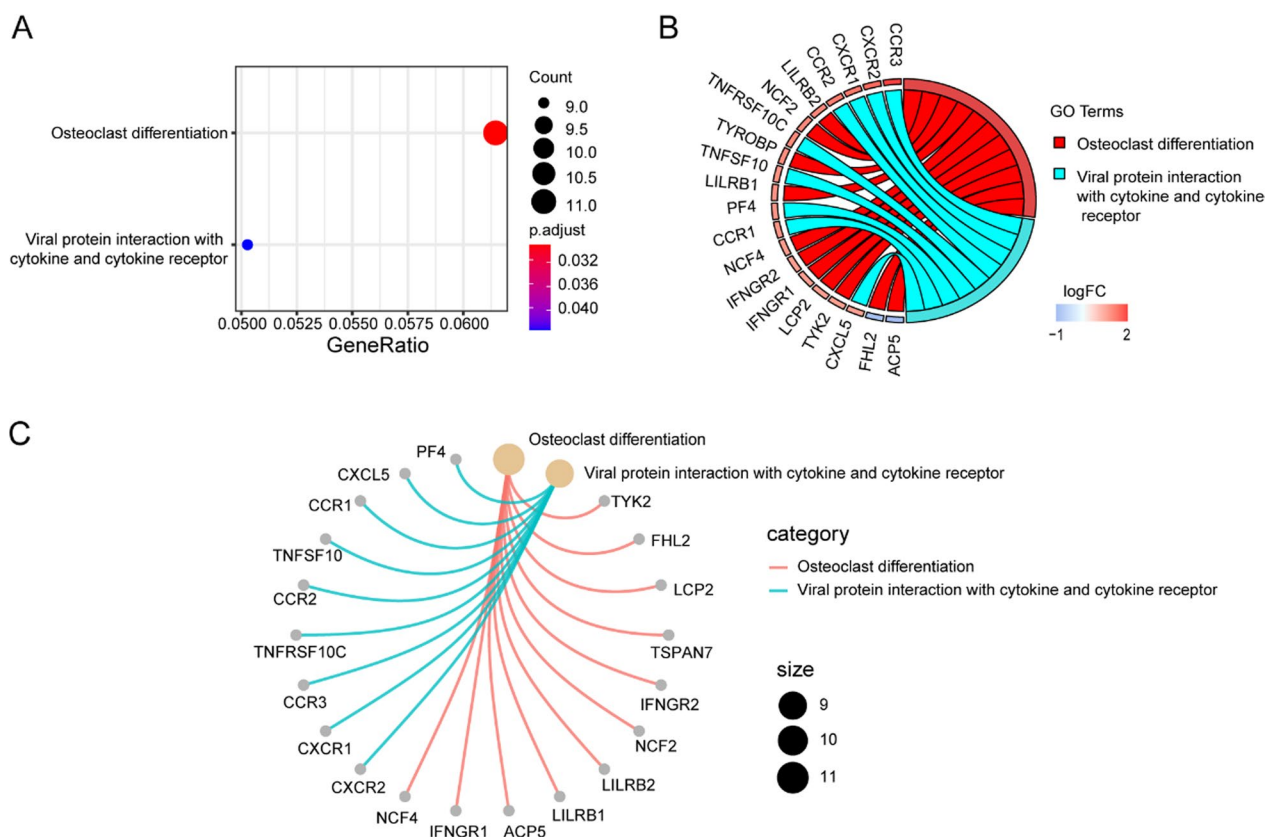 A
Osteoclast differentiation
Viral protein interaction with
cytokine and cytokine receptor
0.0500 0.0525 0.0550 0.0575 0.0600
GeneRatio
Count
9.0
9.5
10.0
10.5
11.0
p.adjust
0.032
0.036
0.040
B
CCR3
CXCR2
CXCR1
CCR2
LILRB2
NCF2
TNFRSF10C
TYROBP
TNFSF10
LILRB1
PF4
CCR1
NCF4
IFNGR2
IFNGR1
LCP2
TYK2
CXCL5
FHL2
ACP5
GO Terms
Osteoclast differentiation
Viral protein interaction
with cytokine and cytokine
receptor
logFC
−1 2
C
Osteoclast differentiation
Viral protein interaction with cytokine and cytokine receptor
PF4
CXCL5
CCR1
TNFSF10
CCR2
TNFRSF10C
CCR3
CXCR1
CXCR2
NCF4
IFNGR1
ACP5
LILRB1
LILRB2
NCF2
IFNGR2
TSPAN7
LCP2
FHL2
TYK2
category
Osteoclast differentiation
Viral protein interaction with cytokine and cytokine receptor
size
9
10
11